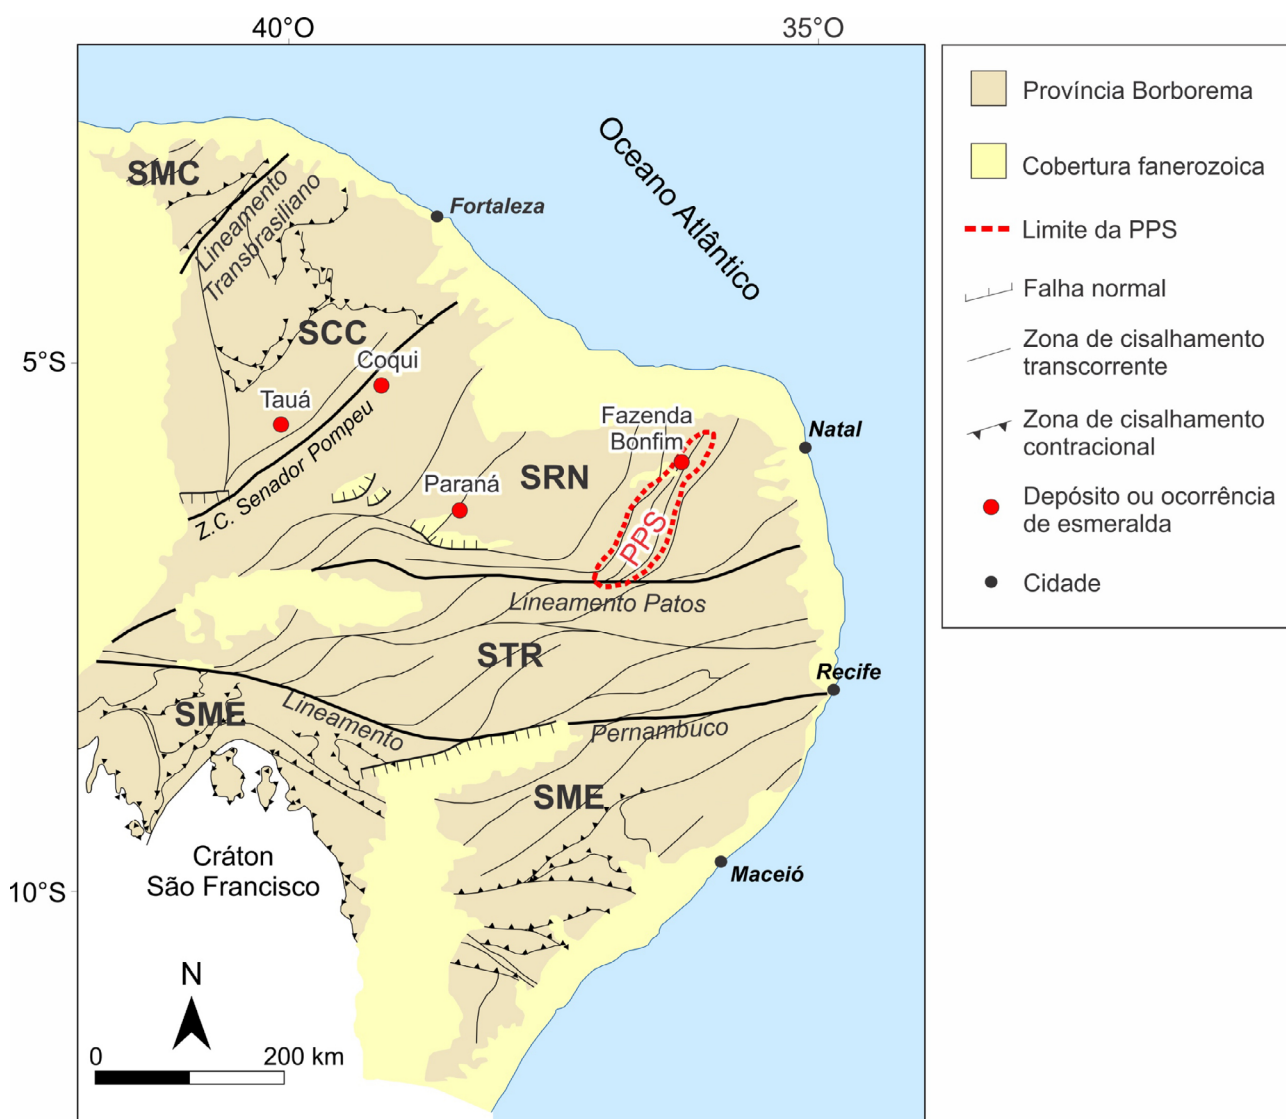 40°O
35°O
SMC
Lineamento
Transbrasiliano
Fortaleza
Oceano Atlântico
SCC
5°S
Coqui
Tauá
Z.C. Senador Pompeu
Fazenda
Bonfim
Natal
Paraná
SRN
PPS
Lineamento Patos
STR
Recife
SME
Lineamento
Pernambuco
SME
Cráton
São Francisco
Maceió
10°S
N
0
200 km
Província Borborema
Cobertura fanerozoica
Limite da PPS
Falha normal
Zona de cisalhamento
transcorrente
Zona de cisalhamento
contracional
Depósito ou ocorrência
de esmeralda
Cidade